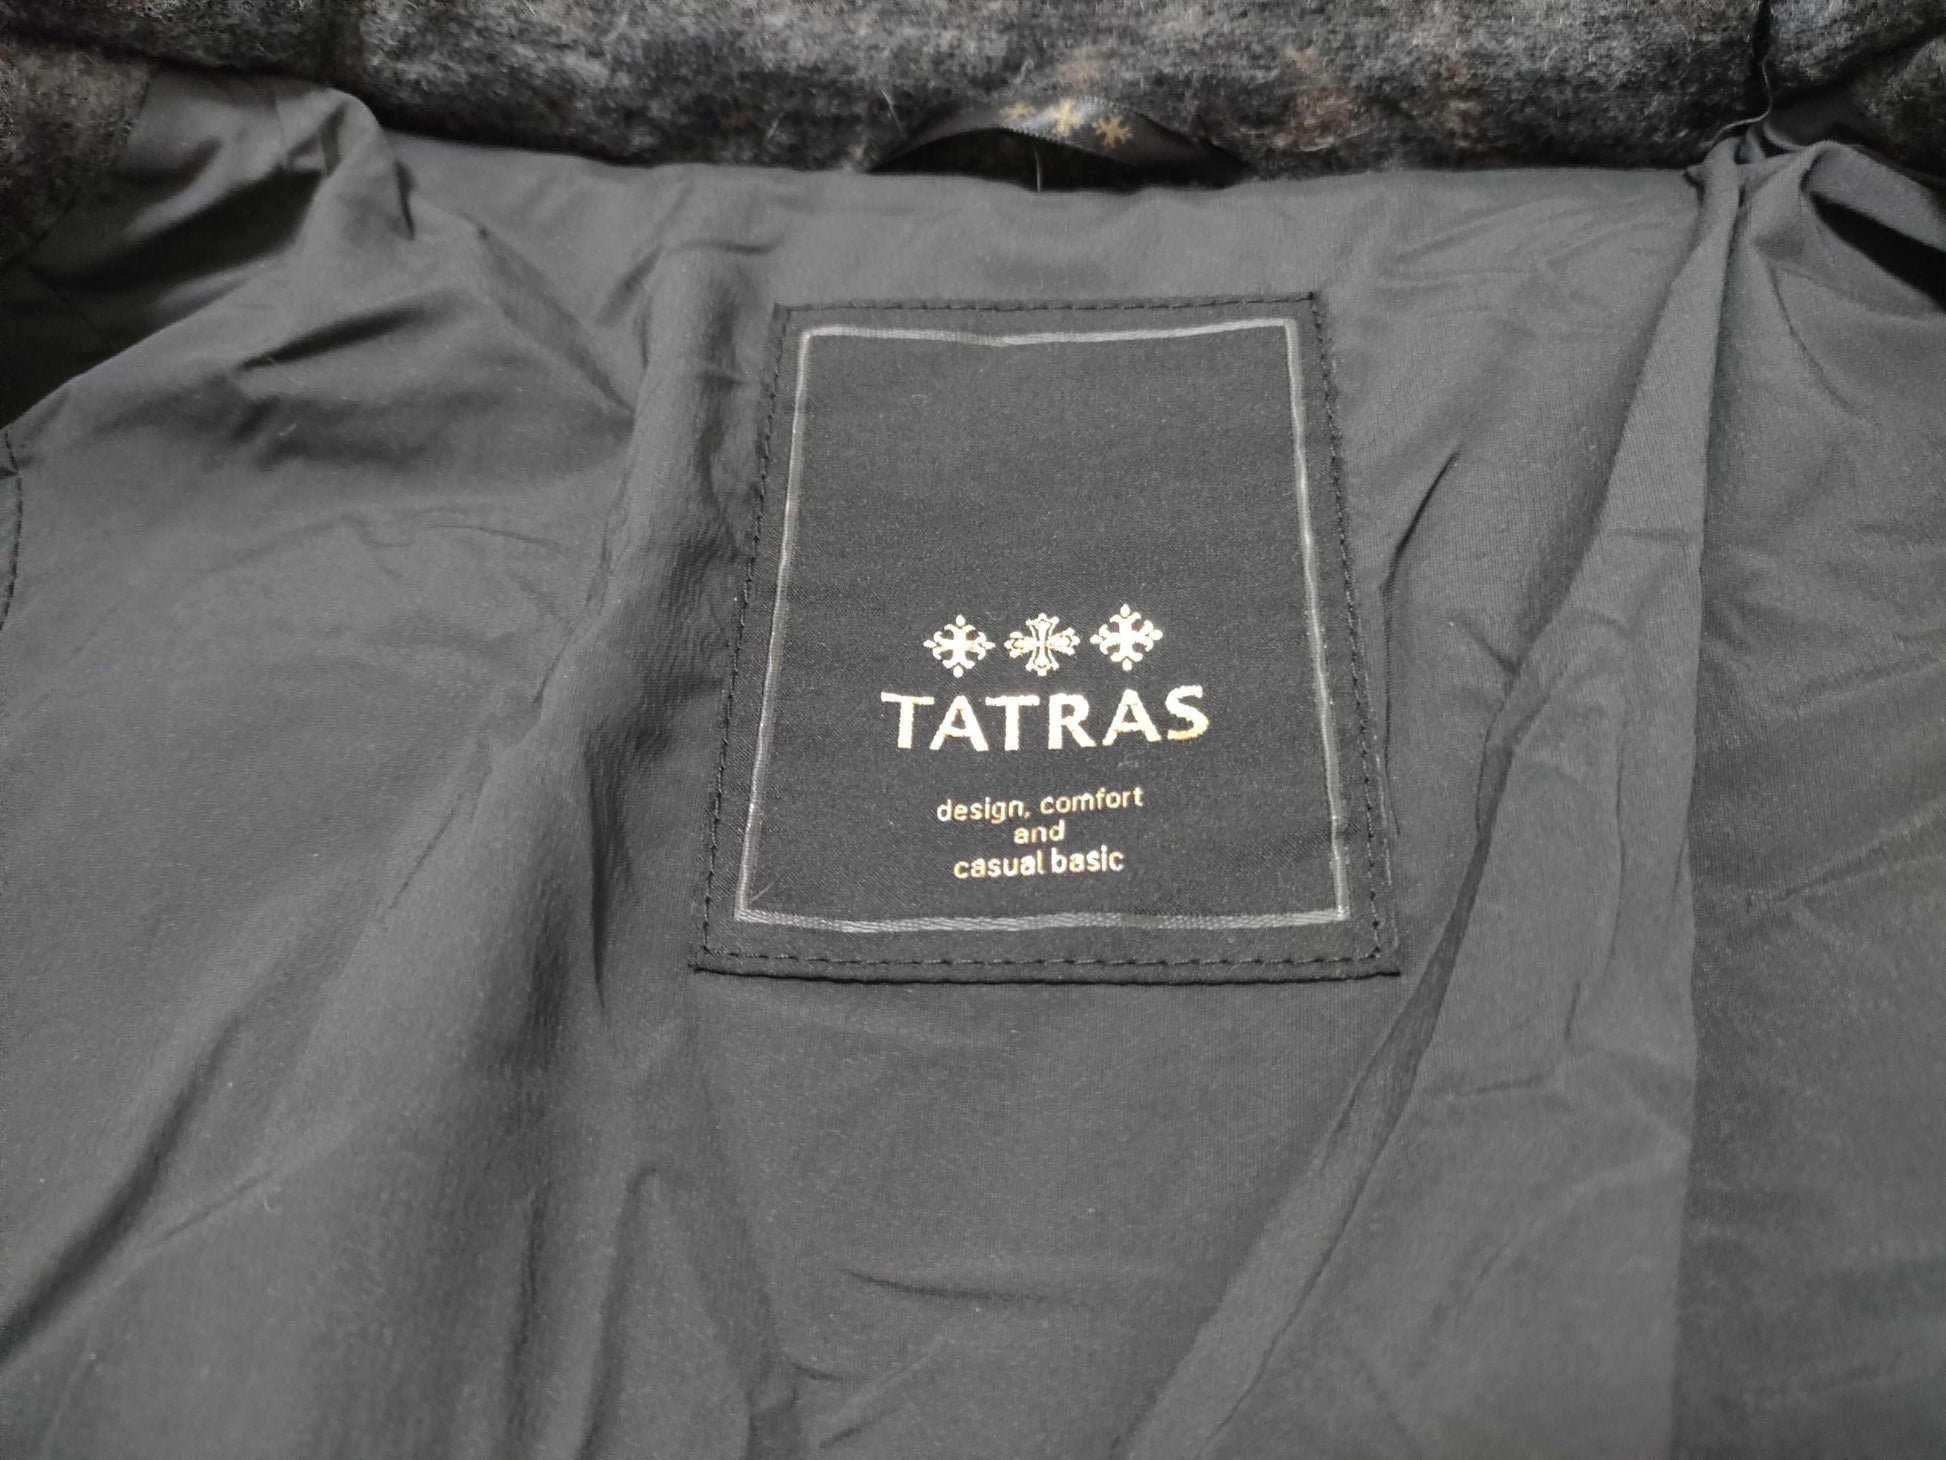 TATRAS
design, comfort
and
casual basic